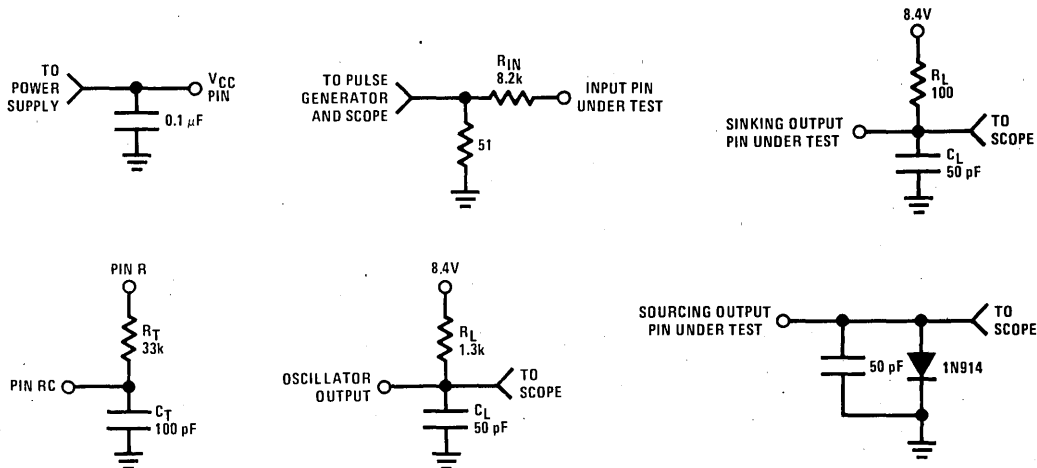 TO
POWER
SUPPLY
VCC
PIN
0.1 μF
TO PULSE
GENERATOR
AND SCOPE
RIN
8.2k
INPUT PIN
UNDER TEST
51
8.4V
RL
100
SINKING OUTPUT
PIN UNDER TEST
TO
SCOPE
CL
50 pF
PIN R
RT
33k
PIN RC
CT
100 pF
8.4V
RL
1.3k
OSCILLATOR
OUTPUT
TO
SCOPE
CL
50 pF
SOURCING OUTPUT
PIN UNDER TEST
TO
SCOPE
50 pF
1N914